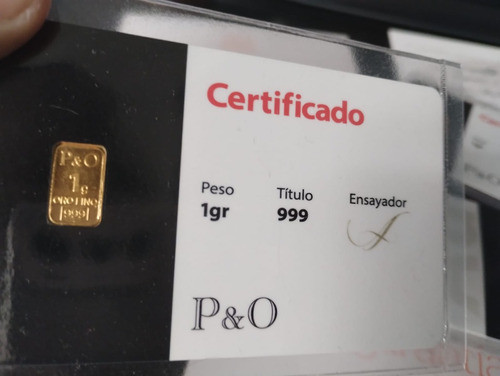 P&O
1g
ORO FINO
999
Certificado
Peso
1gr
Título
999
Ensayador
P&O